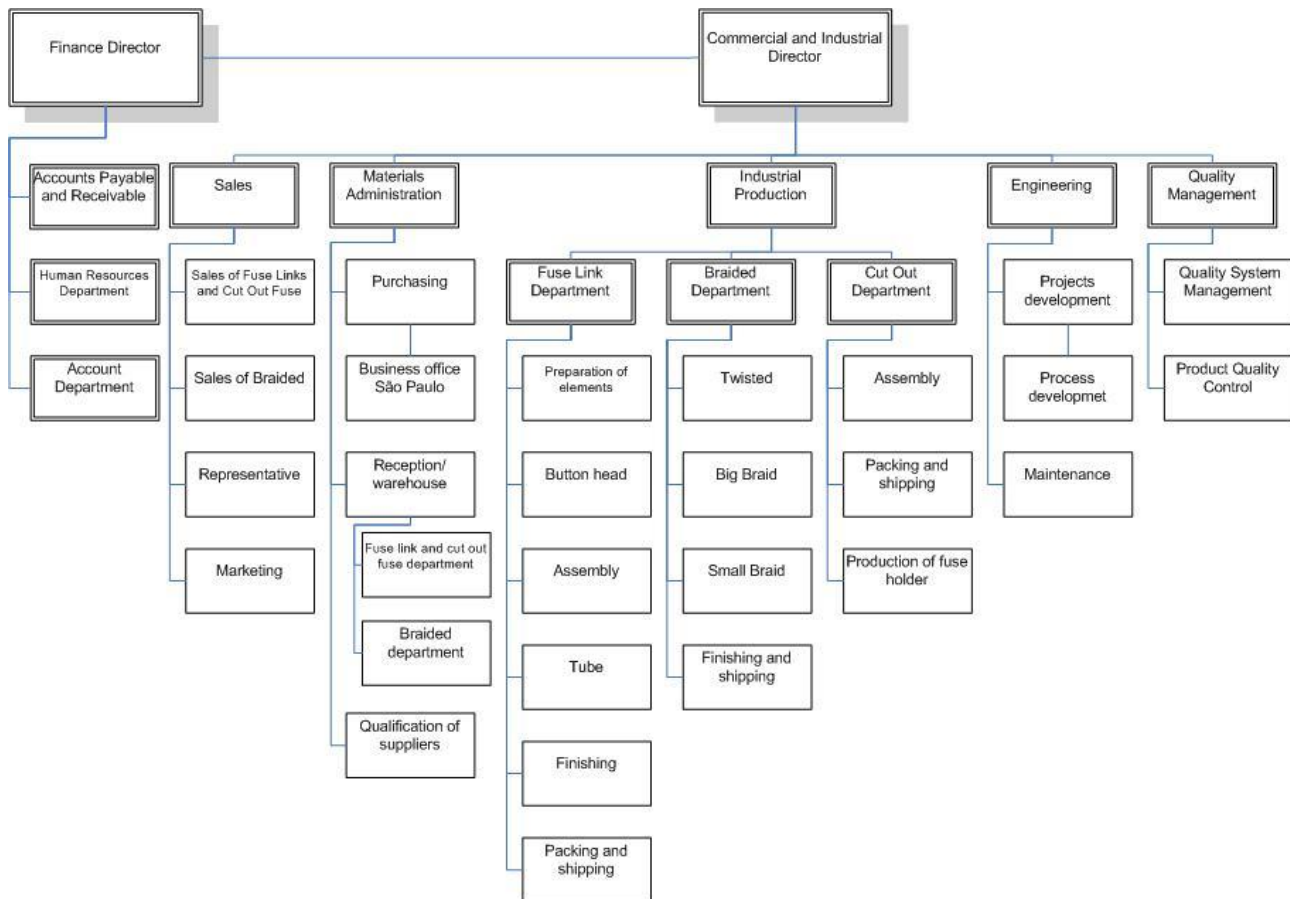 Finance Director
Commercial and Industrial
Director
Accounts Payable
and Receivable
Human Resources
Department
Account
Department
Sales
Sales of Fuse Links
and Cut Out Fuse
Sales of Braided
Representative
Marketing
Materials
Administration
Purchasing
Business office
São Paulo
Reception/
warehouse
Fuse link and cut out
fuse department
Braided
department
Qualification of
suppliers
Industrial
Production
Fuse Link
Department
Preparation of
elements
Button head
Assembly
Tube
Finishing
Packing and
shipping
Braided
Department
Twisted
Big Braid
Small Braid
Finishing and
shipping
Cut Out
Department
Assembly
Packing and
shipping
Production of fuse
holder
Engineering
Projects
development
Process
developmet
Maintenance
Quality
Management
Quality System
Management
Product Quality
Control